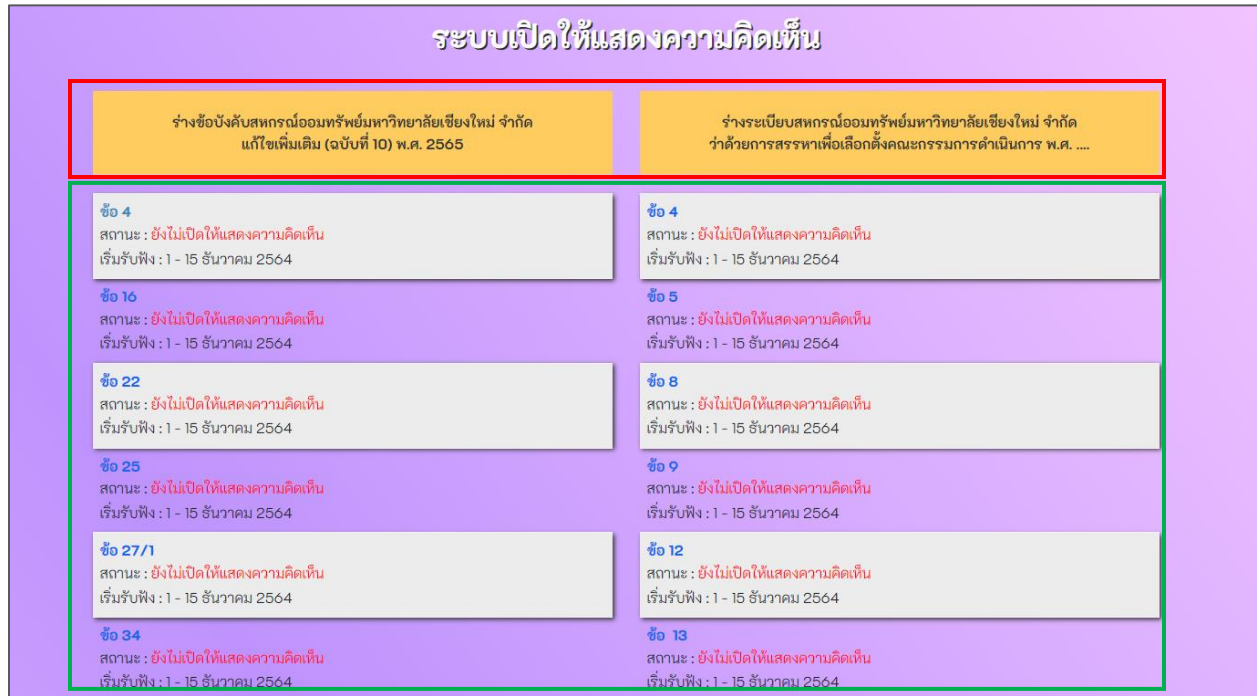 ระบบเปิดให้แสดงความคิดเห็น
ร่างข้อบังคับสหกรณ์ออมทรัพย์มหาวิทยาลัยเชียงใหม่ จำกัด
แก้ไขเพิ่มเติม (ฉบับที่ 10) พ.ศ. 2565
ข้อ 4
สถานะ : ยังไม่เปิดให้แสดงความคิดเห็น
เริ่มรับฟัง : 1 - 15 ธันวาคม 2564
ข้อ 16
สถานะ : ยังไม่เปิดให้แสดงความคิดเห็น
เริ่มรับฟัง : 1 - 15 ธันวาคม 2564
ข้อ 22
สถานะ : ยังไม่เปิดให้แสดงความคิดเห็น
เริ่มรับฟัง : 1 - 15 ธันวาคม 2564
ข้อ 25
สถานะ : ยังไม่เปิดให้แสดงความคิดเห็น
เริ่มรับฟัง : 1 - 15 ธันวาคม 2564
ข้อ 27/1
สถานะ : ยังไม่เปิดให้แสดงความคิดเห็น
เริ่มรับฟัง : 1 - 15 ธันวาคม 2564
ข้อ 34
สถานะ : ยังไม่เปิดให้แสดงความคิดเห็น
เริ่มรับฟัง : 1 - 15 ธันวาคม 2564
ร่างระเบียบสหกรณ์ออมทรัพย์มหาวิทยาลัยเชียงใหม่ จำกัด
ว่าด้วยการสรรหาเพื่อเลือกตั้งคณะกรรมการดำเนินการ พ.ศ. ....
ข้อ 4
สถานะ : ยังไม่เปิดให้แสดงความคิดเห็น
เริ่มรับฟัง : 1 - 15 ธันวาคม 2564
ข้อ 5
สถานะ : ยังไม่เปิดให้แสดงความคิดเห็น
เริ่มรับฟัง : 1 - 15 ธันวาคม 2564
ข้อ 8
สถานะ : ยังไม่เปิดให้แสดงความคิดเห็น
เริ่มรับฟัง : 1 - 15 ธันวาคม 2564
ข้อ 9
สถานะ : ยังไม่เปิดให้แสดงความคิดเห็น
เริ่มรับฟัง : 1 - 15 ธันวาคม 2564
ข้อ 12
สถานะ : ยังไม่เปิดให้แสดงความคิดเห็น
เริ่มรับฟัง : 1 - 15 ธันวาคม 2564
ข้อ 13
สถานะ : ยังไม่เปิดให้แสดงความคิดเห็น
เริ่มรับฟัง : 1 - 15 ธันวาคม 2564